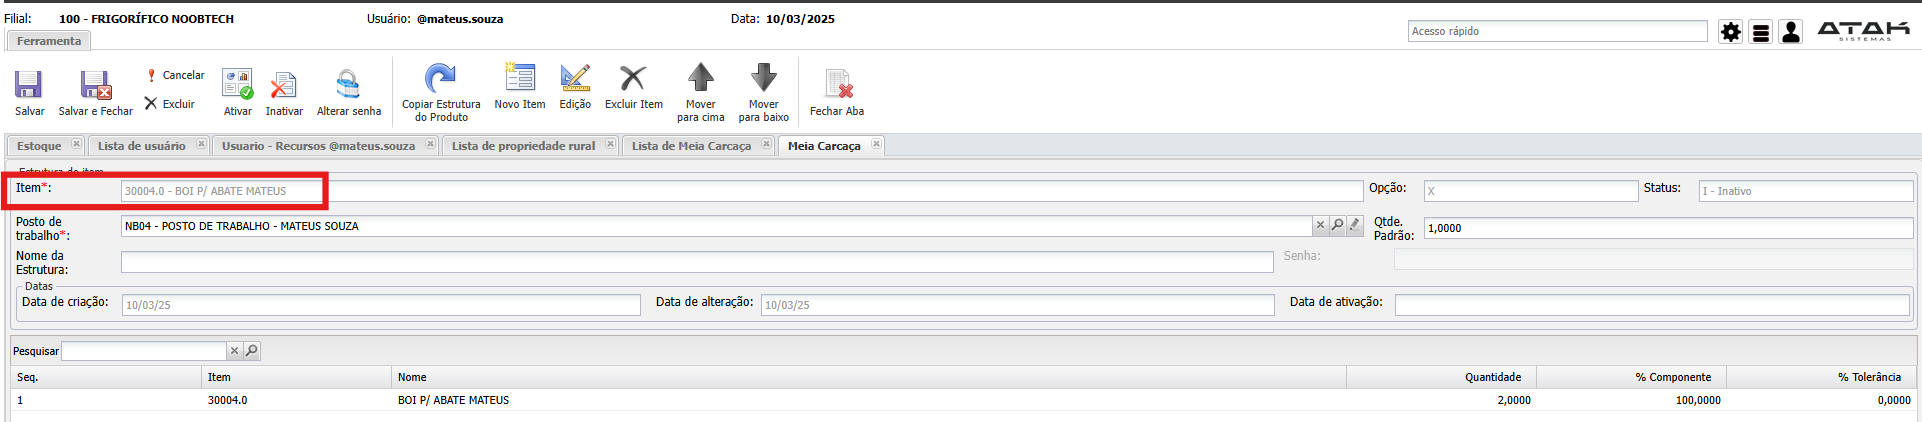 Filial: 100 - FRIGORÍFICO NOOBTECH Usuário: @mateus.souza Data: 10/03/2025
Acesso rápido
ATAK
SISTEMAS
Ferramenta
Salvar
Salvar e Fechar
Cancelar
Excluir
Ativar
Inativar
Alterar senha
Copiar Estrutura
do Produto
Novo Item
Edição
Excluir Item
Mover
para cima
Mover
para baixo
Fechar Aba
Estoque
Lista de usuário
Usuario - Recursos @mateus.souza
Lista de propriedade rural
Lista de Meia Carcaça
Meia Carcaça
Estrutura do item
Item*: 30004.0 - BOI P/ ABATE MATEUS Opção: X Status: I - Inativo
Posto de
trabalho*: NB04 - POSTO DE TRABALHO - MATEUS SOUZA
Qtde.
Padrão: 1,0000
Nome da
Estrutura:
Senha:
Datas
Data de criação: 10/03/25 Data de alteração: 10/03/25 Data de ativação:
Pesquisar
Seq. Item Nome Quantidade % Componente % Tolerância
1 30004.0 BOI P/ ABATE MATEUS 2,0000 100,0000 0,0000